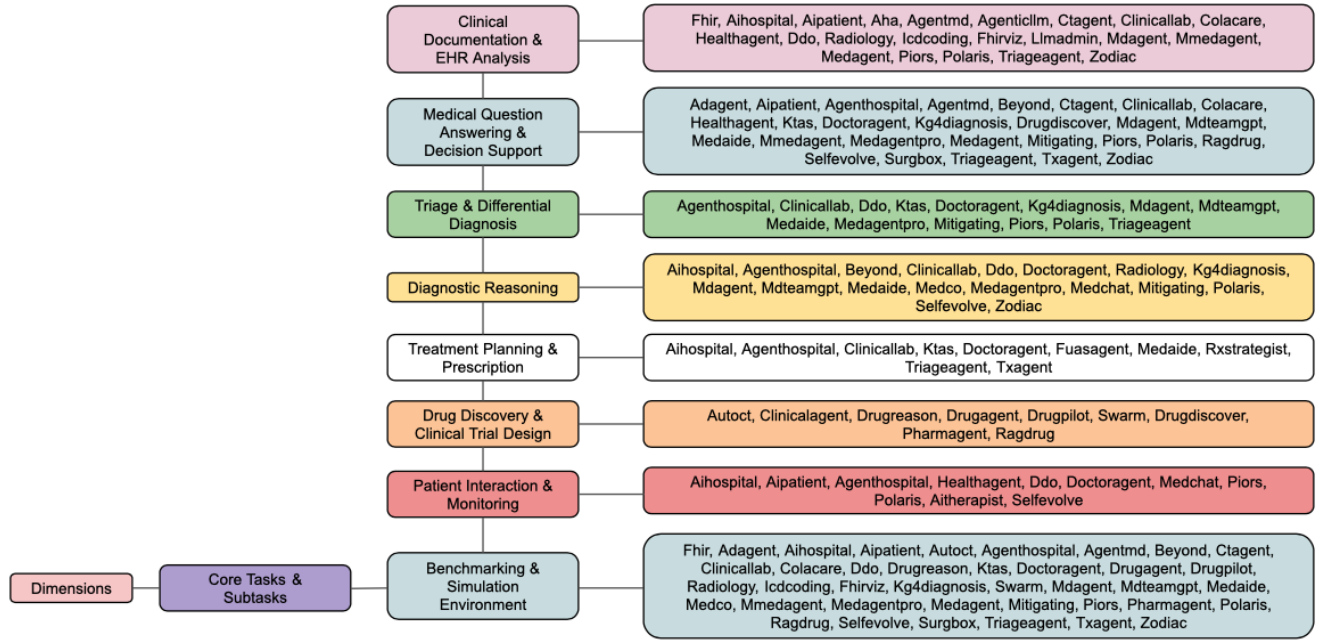 Clinical
Documentation &
EHR Analysis
Fhir, Aihospital, Aipatient, Aha, Agentmd, Agenticllm, Ctagent, Clinicallab, Colacare,
Healthagent, Ddo, Radiology, Icdcoding, Fhirviz, Llmadmin, Mdagent, Mmedagent,
Medagent, Piors, Polaris, Triageagent, Zodiac
Medical Question
Answering &
Decision Support
Adagent, Aipatient, Agenthospital, Agentmd, Beyond, Ctagent, Clinicallab, Colacare,
Healthagent, Ktas, Doctoragent, Kg4diagnosis, Drugdiscover, Mdagent, Mdteamgpt,
Medaide, Mmedagent, Medagentpro, Medagent, Mitigating, Piors, Polaris, Ragdrug,
Selfevolve, Surgbox, Triageagent, Txagent, Zodiac
Triage & Differential
Diagnosis
Agenthospital, Clinicallab, Ddo, Ktas, Doctoragent, Kg4diagnosis, Mdagent, Mdteamgpt,
Medaide, Medagentpro, Mitigating, Piors, Polaris, Triageagent
Diagnostic Reasoning
Aihospital, Agenthospital, Beyond, Clinicallab, Ddo, Doctoragent, Radiology, Kg4diagnosis,
Mdagent, Mdteamgpt, Medaide, Medco, Medagentpro, Medchat, Mitigating, Polaris,
Selfevolve, Zodiac
Treatment Planning &
Prescription
Aihospital, Agenthospital, Clinicallab, Ktas, Doctoragent, Fuasagent, Medaide, Rxstrategist,
Triageagent, Txagent
Drug Discovery &
Clinical Trial Design
Autoct, Clinicalagent, Drugreason, Drugagent, Drugpilot, Swarm, Drugdiscover,
Pharmagent, Ragdrug
Patient Interaction &
Monitoring
Aihospital, Aipatient, Agenthospital, Healthagent, Ddo, Doctoragent, Medchat, Piors,
Polaris, Aitherapist, Selfevolve
Dimensions
Core Tasks &
Subtasks
Benchmarking &
Simulation
Environment
Fhir, Adagent, Aihospital, Aipatient, Autoct, Agenthospital, Agentmd, Beyond, Ctagent,
Clinicallab, Colacare, Ddo, Drugreason, Ktas, Doctoragent, Drugagent, Drugpilot,
Radiology, Icdcoding, Fhirviz, Kg4diagnosis, Swarm, Mdagent, Mdteamgpt, Medaide,
Medco, Mmedagent, Medagentpro, Medagent, Mitigating, Piors, Pharmagent, Polaris,
Ragdrug, Selfevolve, Surgbox, Triageagent, Txagent, Zodiac